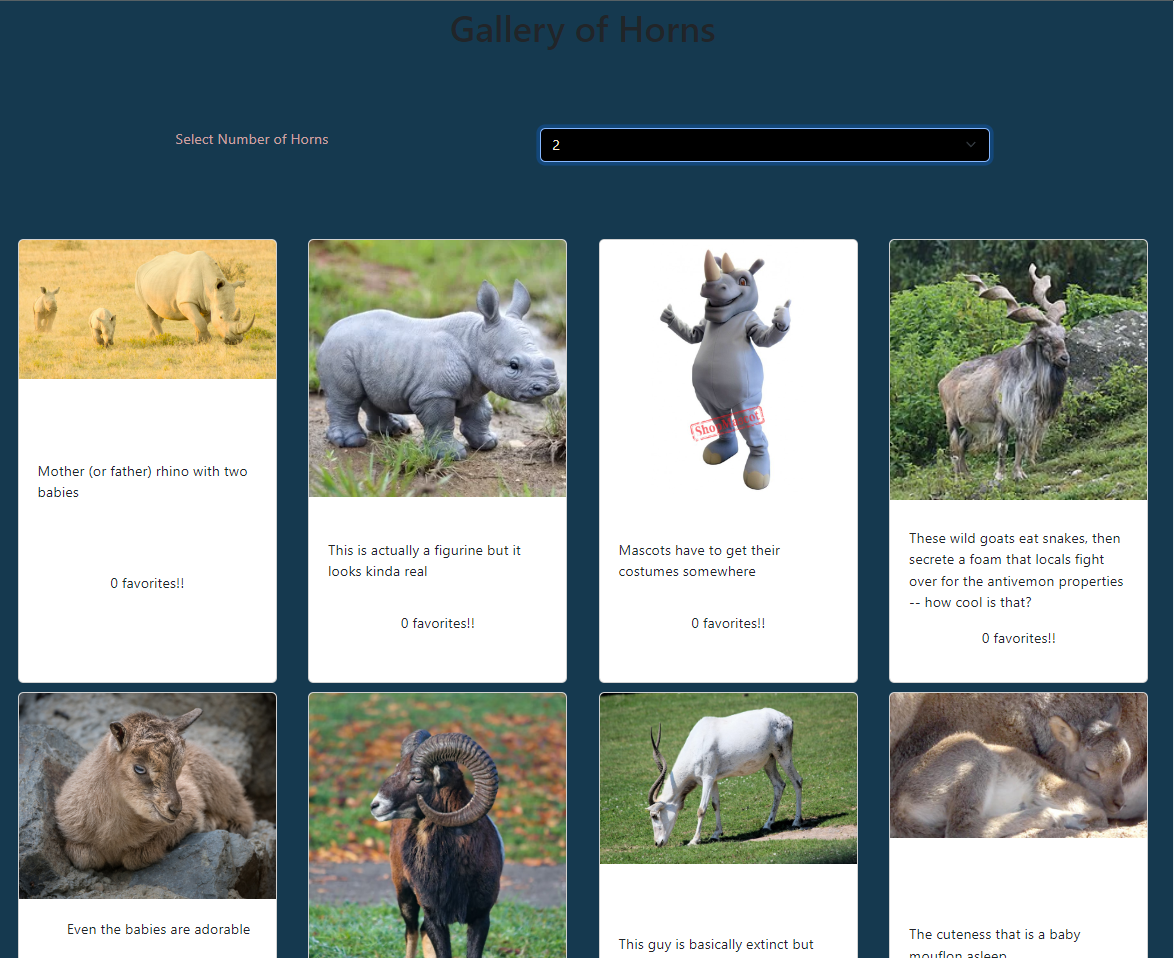 Gallery of Horns
Select Number of Horns
2
Mother (or father) rhino with two
babies
0 favorites!!
This is actually a figurine but it
looks kinda real
0 favorites!!
Mascots have to get their
costumes somewhere
0 favorites!!
These wild goats eat snakes, then
secrete a foam that locals fight
over for the antivemon properties
-- how cool is that?
0 favorites!!
Even the babies are adorable
This guy is basically extinct but
The cuteness that is a baby
mouflon asleep